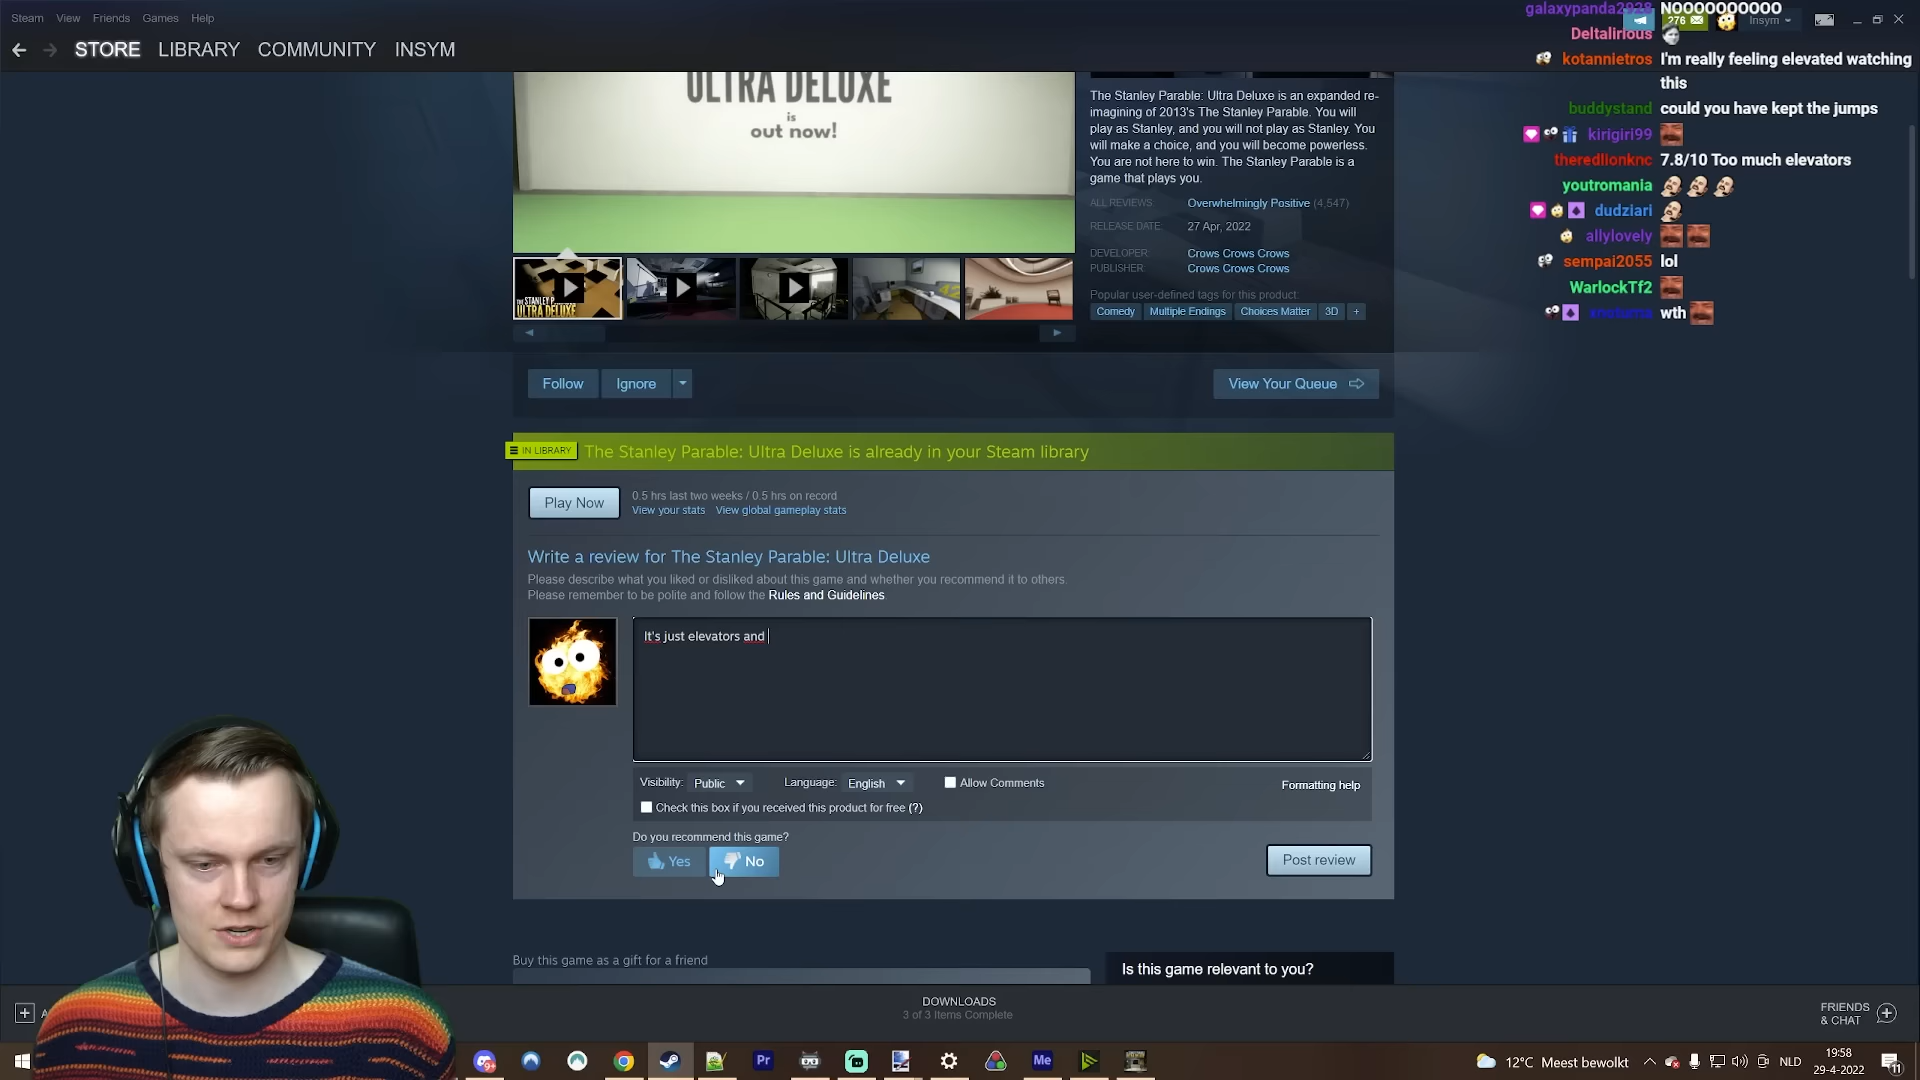 Steam View Friends Games Help
276
Insym
STORE LIBRARY COMMUNITY INSYM
ULTRA DELUXE
is
out now!
The Stanley Parable: Ultra Deluxe is an expanded re-
imagining of 2013's The Stanley Parable. You will
play as Stanley, and you will not play as Stanley. You
will make a choice, and you will become powerless.
You are not here to win. The Stanley Parable is a
game that plays you.
ALL REVIEWS: Overwhelmingly Positive (4,547)
RELEASE DATE: 27 Apr, 2022
DEVELOPER: Crows Crows Crows
PUBLISHER: Crows Crows Crows
Popular user-defined tags for this product:
Comedy Multiple Endings Choices Matter 3D +
THE STANLEY P
ULTRA DELUXE
Follow Ignore View Your Queue
IN LIBRARY The Stanley Parable: Ultra Deluxe is already in your Steam library
Play Now
0.5 hrs last two weeks / 0.5 hrs on record
View your stats View global gameplay stats
Write a review for The Stanley Parable: Ultra Deluxe
Please describe what you liked or disliked about this game and whether you recommend it to others.
Please remember to be polite and follow the Rules and Guidelines.
It's just elevators and
Visibility: Public Language: English Allow Comments Formatting help
Check this box if you received this product for free (?)
Do you recommend this game?
Yes No Post review
Buy this game as a gift for a friend
Is this game relevant to you?
DOWNLOADS
3 of 3 Items Complete
FRIENDS
& CHAT
galaxypanda2928 NOOOOOOOOOO
Deltalirious
kotannietros I'm really feeling elevated watching
this
buddystand could you have kept the jumps
kirigiri99
theredlionknc 7.8/10 Too much elevators
youtromania
dudziari
allylovely
sempai2055 lol
WarlockTf2
wth
Pr Me
12°C Meest bewolkt NLD
19:58
29-4-2022
11